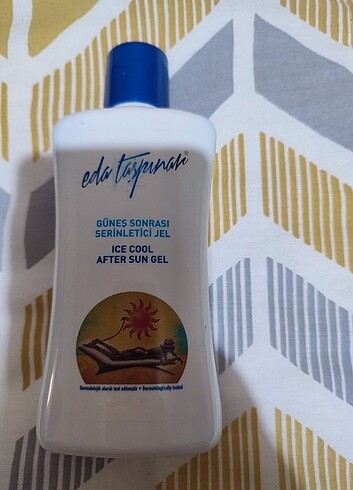 eda taşpınar®
GÜNEŞ SONRASI
SERİNLETİCİ JEL
ICE COOL
AFTER SUN GEL
Dermatolojik olarak test edilmiştir • Dermatologically tested